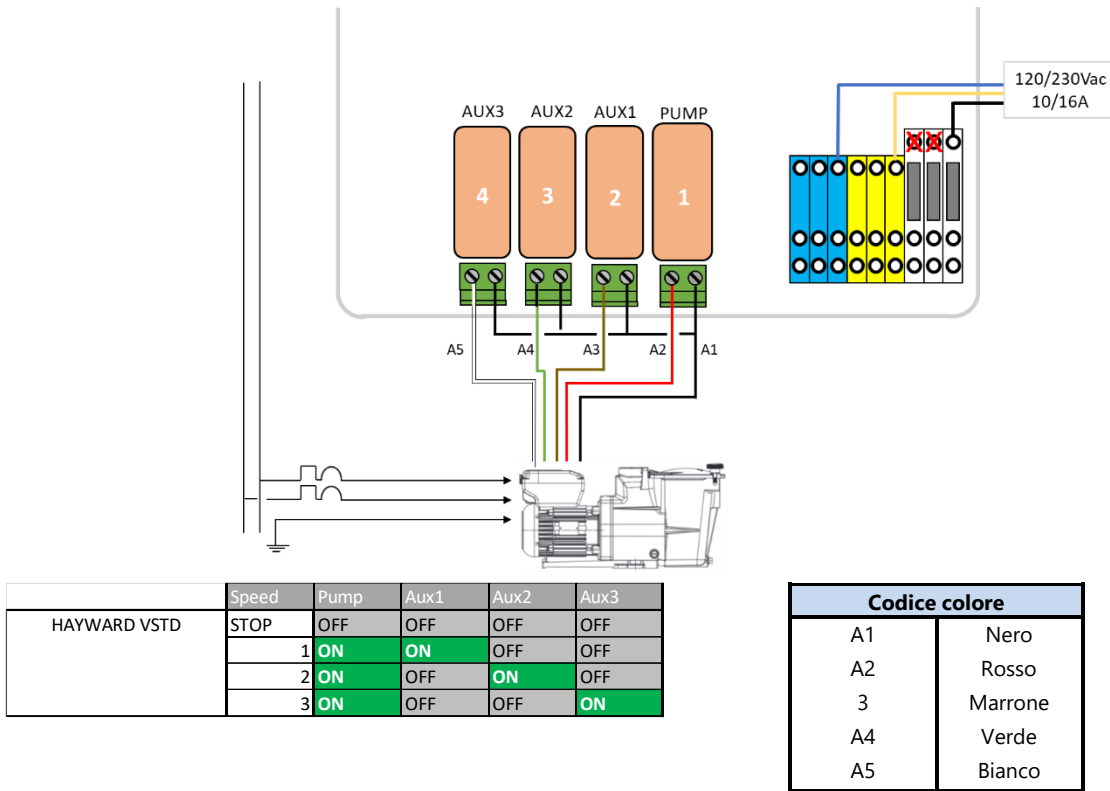 120/230Vac
10/16A
AUX3 AUX2 AUX1 PUMP
4 3 2 1
A5 A4 A3 A2 A1
Speed Pump Aux1 Aux2 Aux3
HAYWARD VSTD STOP OFF OFF OFF OFF
1 ON ON OFF OFF
2 ON OFF ON OFF
3 ON OFF OFF ON
Codice colore
A1 Nero
A2 Rosso
3 Marrone
A4 Verde
A5 Bianco